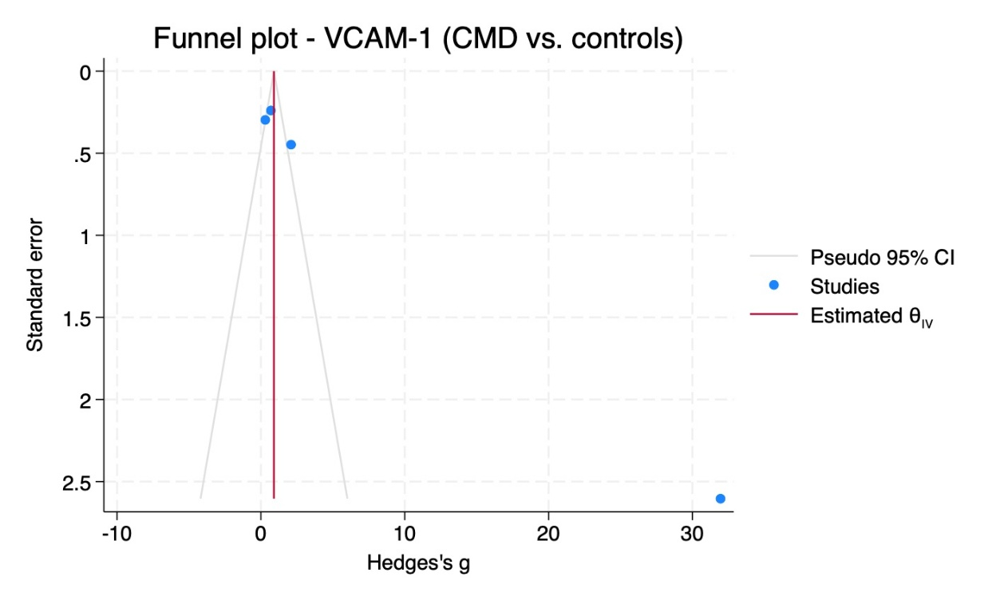 Funnel plot - VCAM-1 (CMD vs. controls)
0
.5
1
1.5
2
2.5
Standard error
-10 0 10 20 30
Hedges's g
Pseudo 95% CI
Studies
Estimated θIV